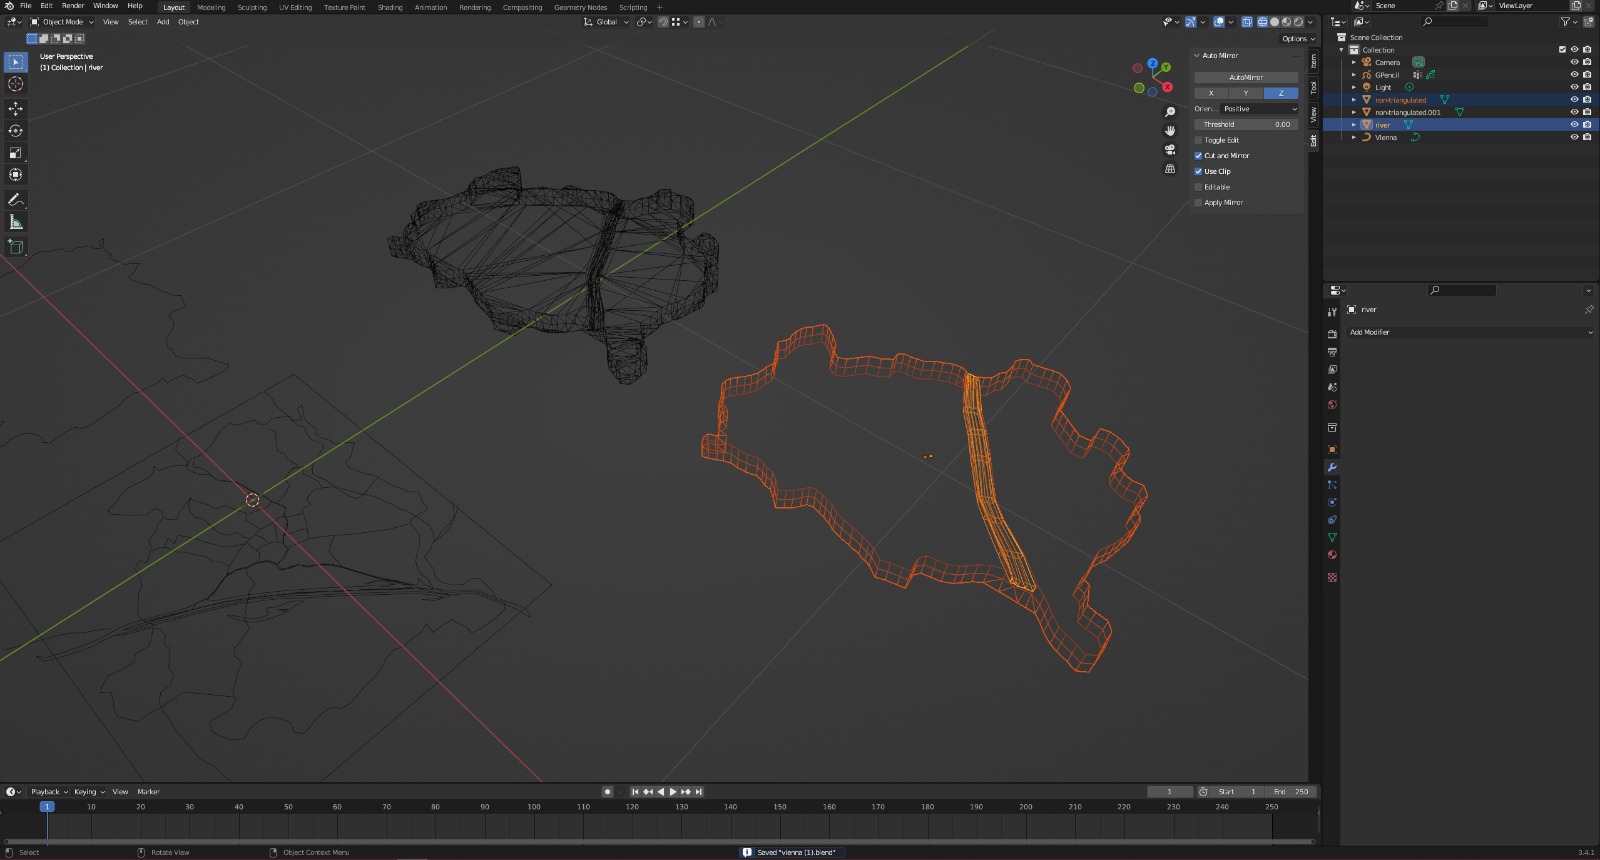 File Edit Render Window Help Layout Modeling Sculpting UV Editing Texture Paint Shading Animation Rendering Compositing Geometry Nodes Scripting + Scene ViewLayer
Object Mode View Select Add Object Global
Options
User Perspective
(1) Collection | river
Auto Mirror
AutoMirror
X Y Z
Orien... Positive
Threshold 0.00
Toggle Edit
Cut and Mirror
Use Clip
Editable
Apply Mirror
Item
Tool
View
Edit
Z
Y
X
Scene Collection
Collection
Camera
GPencil
Light
non-triangulated
non-triangulated.001
river
Vienna
river
Add Modifier
Playback Keying View Marker 1 Start 1 End 250
1 10 20 30 40 50 60 70 80 90 100 110 120 130 140 150 160 170 180 190 200 210 220 230 240 250
Select Rotate View Object Context Menu Saved "vienna (1).blend" 3.4.1